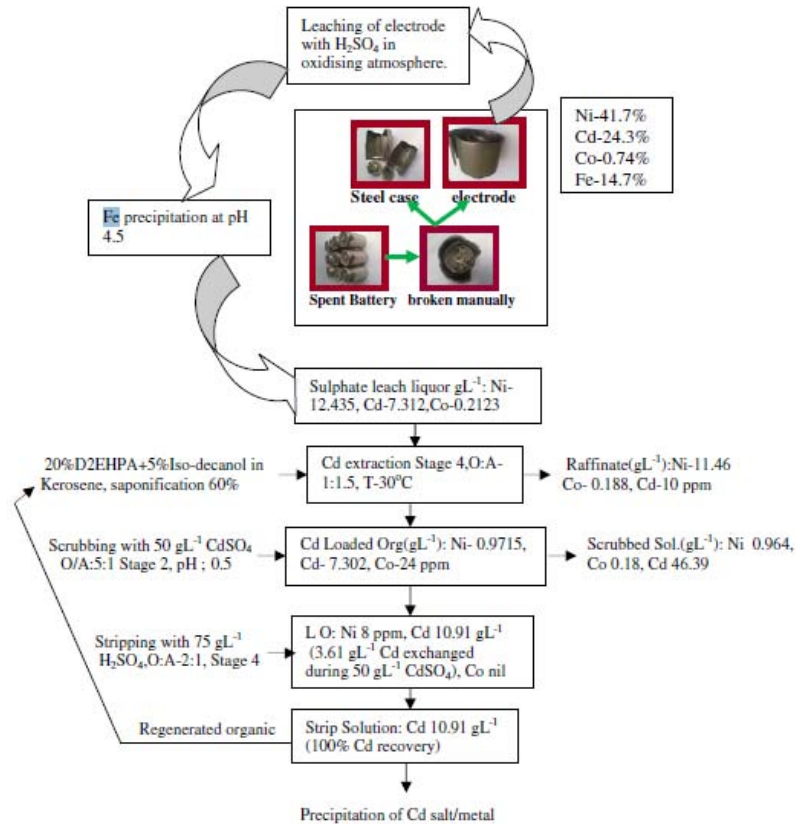 Leaching of electrode
with H₂SO₄ in
oxidising atmosphere.
Ni-41.7%
Cd-24.3%
Co-0.74%
Fe-14.7%
Steel case
electrode
Spent Battery
broken manually
Fe precipitation at pH
4.5
Sulphate leach liquor gL⁻¹: Ni-
12.435, Cd-7.312,Co-0.2123
20%D2EHPA+5%Iso-decanol in
Kerosene, saponification 60%
Cd extraction Stage 4,O:A-
1:1.5, T-30°C
Raffinate(gL⁻¹):Ni-11.46
Co- 0.188, Cd-10 ppm
Scrubbing with 50 gL⁻¹ CdSO₄
O/A:5:1 Stage 2, pH ; 0.5
Cd Loaded Org(gL⁻¹): Ni- 0.9715,
Cd- 7.302, Co-24 ppm
Scrubbed Sol.(gL⁻¹): Ni 0.964,
Co 0.18, Cd 46.39
Stripping with 75 gL⁻¹
H₂SO₄,O:A-2:1, Stage 4
L O: Ni 8 ppm, Cd 10.91 gL⁻¹
(3.61 gL⁻¹ Cd exchanged
during 50 gL⁻¹ CdSO₄), Co nil
Regenerated organic
Strip Solution: Cd 10.91 gL⁻¹
(100% Cd recovery)
Precipitation of Cd salt/metal